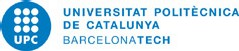 UPC
UNIVERSITAT POLITÈCNICA
DE CATALUNYA
BARCELONATECH